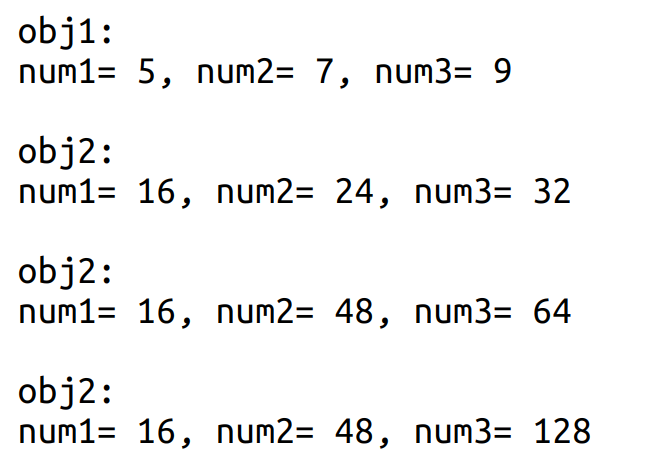 obj1:
num1= 5, num2= 7, num3= 9
obj2:
num1= 16, num2= 24, num3= 32
obj2:
num1= 16, num2= 48, num3= 64
obj2:
num1= 16, num2= 48, num3= 128